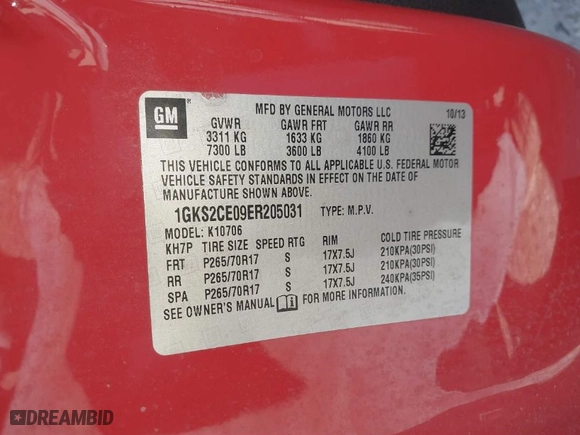 GM
MFD BY GENERAL MOTORS LLC 10/13
GVWR GAWR FRT GAWR RR
3311 KG 1633 KG 1860 KG
7300 LB 3600 LB 4100 LB
THIS VEHICLE CONFORMS TO ALL APPLICABLE U.S. FEDERAL MOTOR
VEHICLE SAFETY STANDARDS IN EFFECT ON THE DATE OF
MANUFACTURE SHOWN ABOVE.
1GKS2CE09ER205031 TYPE: M.P.V.
MODEL: K10706
KH7P TIRE SIZE SPEED RTG RIM COLD TIRE PRESSURE
FRT P265/70R17 S 17X7.5J 210KPA(30PSI)
RR P265/70R17 S 17X7.5J 210KPA(30PSI)
SPA P265/70R17 S 17X7.5J 240KPA(35PSI)
SEE OWNER'S MANUAL FOR MORE INFORMATION.
DREAMBID